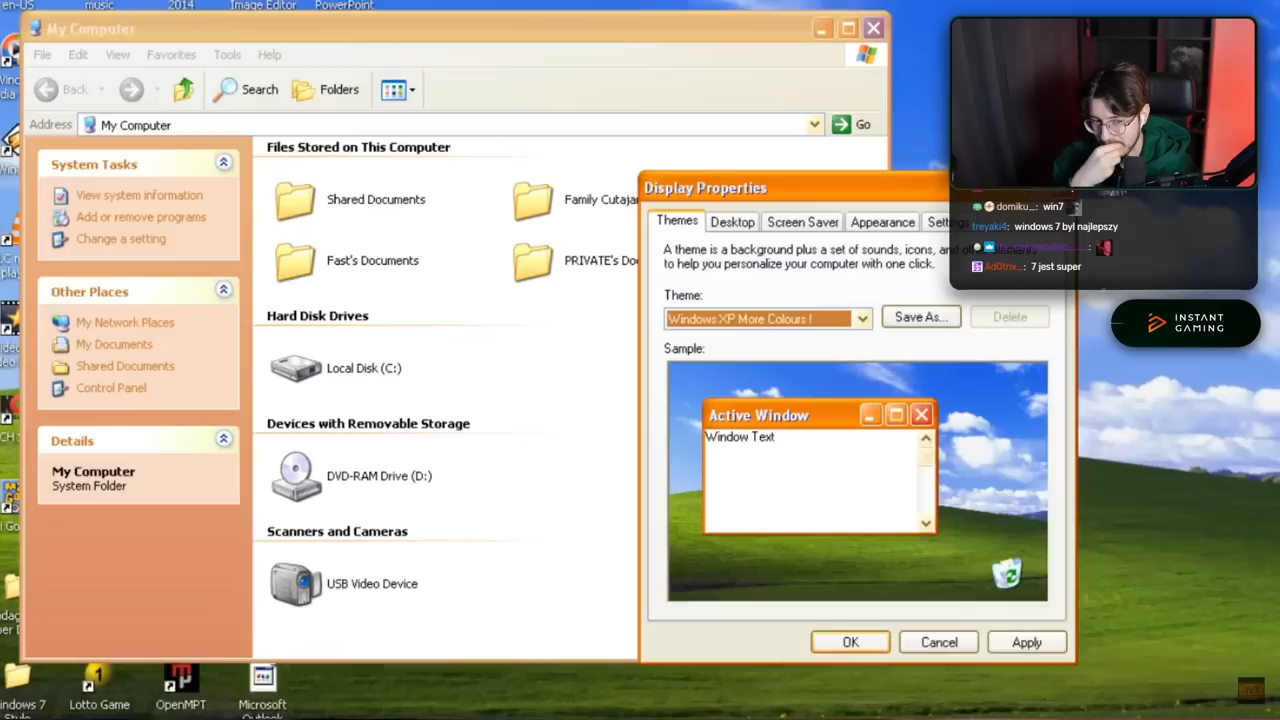 en-US
music
2014
Image Editor
PowerPoint
My Computer
File Edit View Favorites Tools Help
Back
Search
Folders
Address
My Computer
Go
System Tasks
View system information
Add or remove programs
Change a setting
Other Places
My Network Places
My Documents
Shared Documents
Control Panel
Details
My Computer
System Folder
Files Stored on This Computer
Shared Documents
Family Cutaja
Fast's Documents
PRIVATE's Do
Hard Disk Drives
Local Disk (C:)
Devices with Removable Storage
DVD-RAM Drive (D:)
Scanners and Cameras
USB Video Device
Display Properties
Themes Desktop Screen Saver Appearance Setti
A theme is a background plus a set of sounds, icons,
to help you personalize your computer with one click.
Theme:
Windows XP More Colours !
Save As...
Delete
Sample:
Active Window
Window Text
OK
Cancel
Apply
domiku_: win7
treyaki4: windows 7 był najlepszy
Ad0trix_: 7 jest super
INSTANT
GAMING
indows 7
Lotto Game
OpenMPT
Microsoft
Outlook